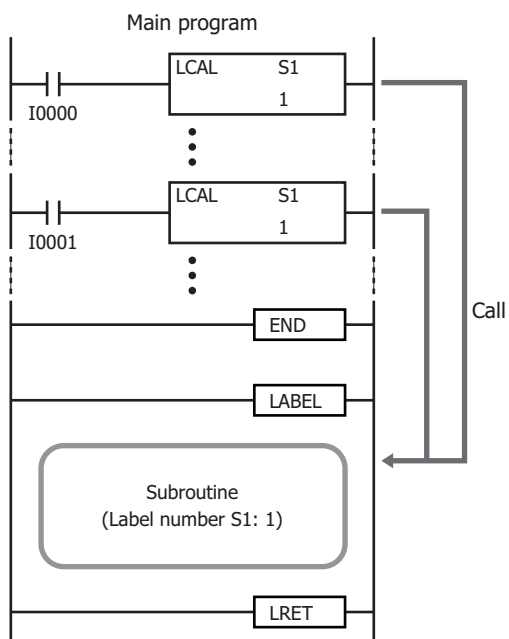 Main program
LCAL S1
1
I0000
LCAL S1
1
I0001
END
Call
LABEL
Subroutine
(Label number S1: 1)
LRET